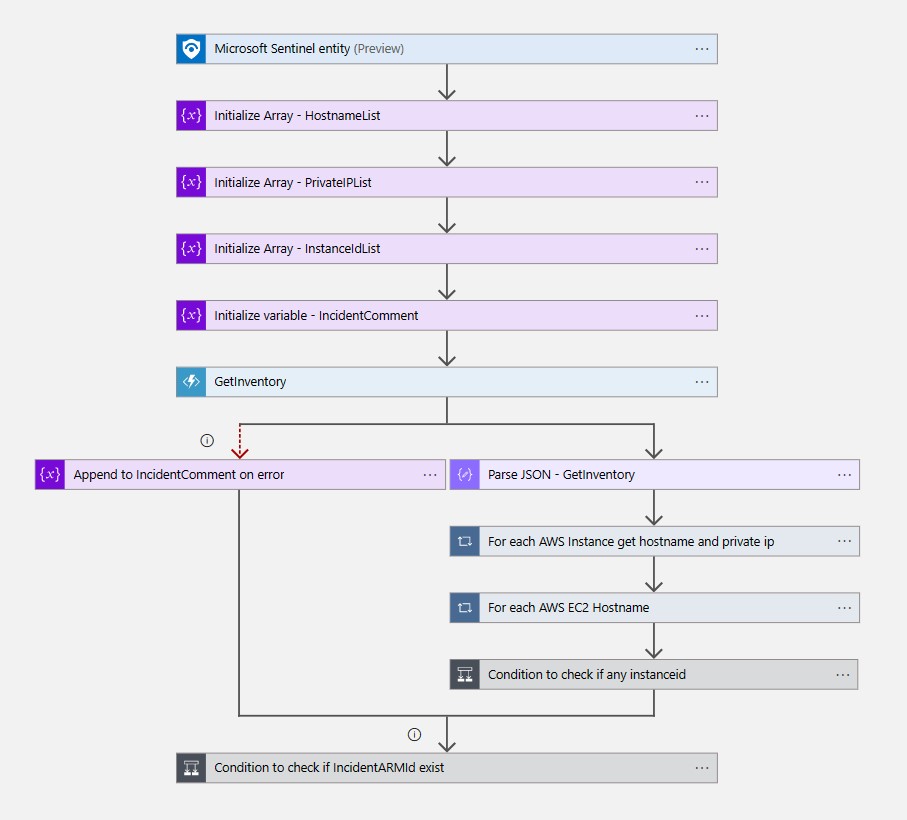 Microsoft Sentinel entity (Preview)
Initialize Array - HostnameList
Initialize Array - PrivateIPList
Initialize Array - InstanceIdList
Initialize variable - IncidentComment
GetInventory
Append to IncidentComment on error
Parse JSON - GetInventory
For each AWS Instance get hostname and private ip
For each AWS EC2 Hostname
Condition to check if any instanceid
Condition to check if IncidentARMId exist